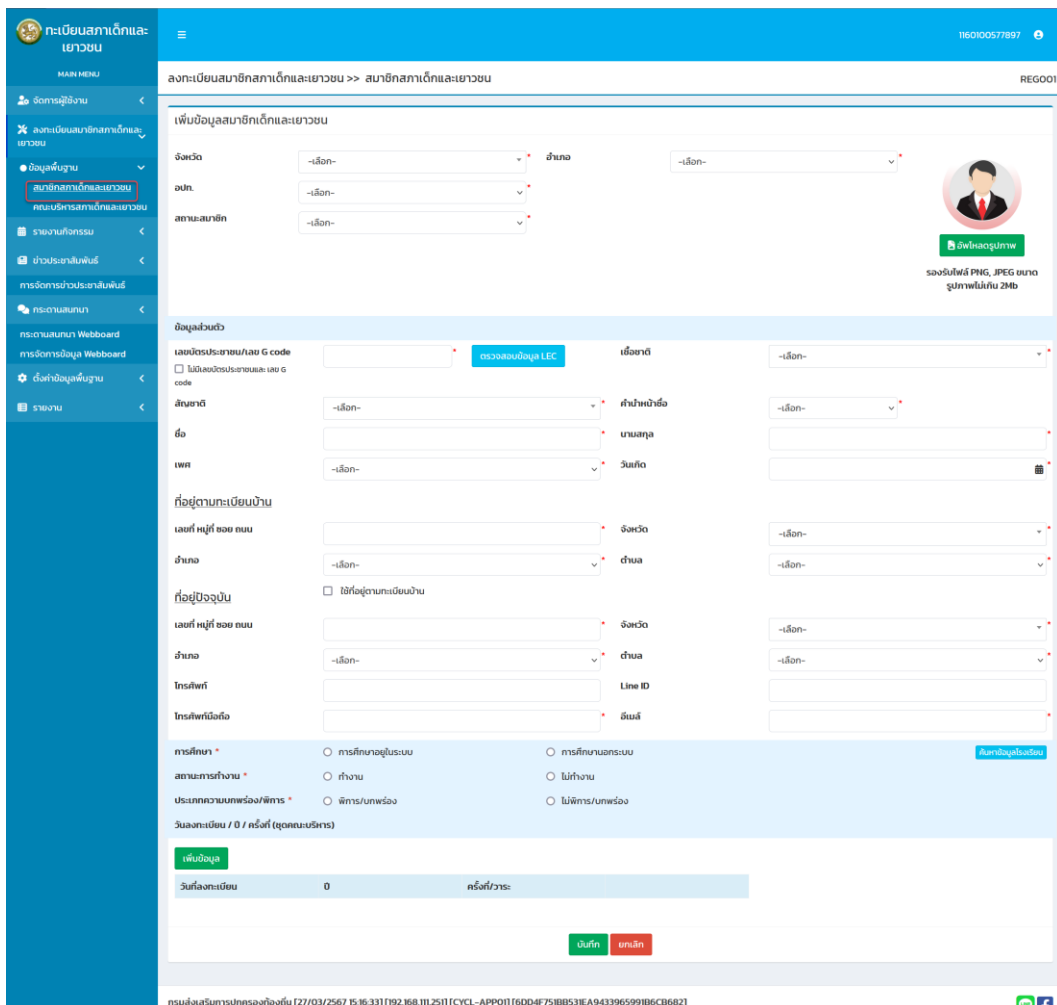 ทะเบียนสภาเด็กและ
เยาวชน
1160100577897
MAIN MENU
จัดการผู้ใช้งาน
ลงทะเบียนสมาชิกสภาเด็กและ
เยาวชน
ข้อมูลพื้นฐาน
สมาชิกสภาเด็กและเยาวชน
คณะบริหารสภาเด็กและเยาวชน
รายงานกิจกรรม
ข่าวประชาสัมพันธ์
การจัดการข่าวประชาสัมพันธ์
กระดานสนทนา
กระดานสนทนา Webboard
การจัดการข้อมูล Webboard
ตั้งค่าข้อมูลพื้นฐาน
รายงาน
ลงทะเบียนสมาชิกสภาเด็กและเยาวชน >> สมาชิกสภาเด็กและเยาวชน REG001
เพิ่มข้อมูลสมาชิกเด็กและเยาวชน
จังหวัด -เลือก- * อำเภอ -เลือก- *
อปท. -เลือก- *
สถานะสมาชิก -เลือก- *
อัพโหลดรูปภาพ
รองรับไฟล์ PNG, JPEG ขนาด
รูปภาพไม่เกิน 2Mb
ข้อมูลส่วนตัว
เลขบัตรประชาชน/เลข G code * ตรวจสอบข้อมูล LEC เชื้อชาติ -เลือก- *
ไม่มีเลขบัตรประชาชนและ เลข G
code
สัญชาติ -เลือก- * คำนำหน้าชื่อ -เลือก- *
ชื่อ * นามสกุล *
เพศ -เลือก- * วันเกิด *
ที่อยู่ตามทะเบียนบ้าน
เลขที่ หมู่ที่ ซอย ถนน * จังหวัด -เลือก- *
อำเภอ -เลือก- * ตำบล -เลือก- *
ที่อยู่ปัจจุบัน ใช้ที่อยู่ตามทะเบียนบ้าน
เลขที่ หมู่ที่ ซอย ถนน * จังหวัด -เลือก- *
อำเภอ -เลือก- * ตำบล -เลือก- *
โทรศัพท์ Line ID
โทรศัพท์มือถือ * อีเมล์ *
การศึกษา * การศึกษาอยู่ในระบบ การศึกษานอกระบบ ค้นหาข้อมูลโรงเรียน
สถานะการทำงาน * ทำงาน ไม่ทำงาน
ประเภทความบกพร่อง/พิการ * พิการ/บกพร่อง ไม่พิการ/บกพร่อง
วันลงทะเบียน / ปี / ครั้งที่ (ชุดคณะบริหาร)
เพิ่มข้อมูล
วันที่ลงทะเบียน ปี ครั้งที่/วาระ
บันทึก ยกเลิก
กรมส่งเสริมการปกครองท้องถิ่น [27/03/2567 15:16:33] [192.168.111.251] [CYCL-APP01] [6DD4F751BB531EA9433965991B6CB682]